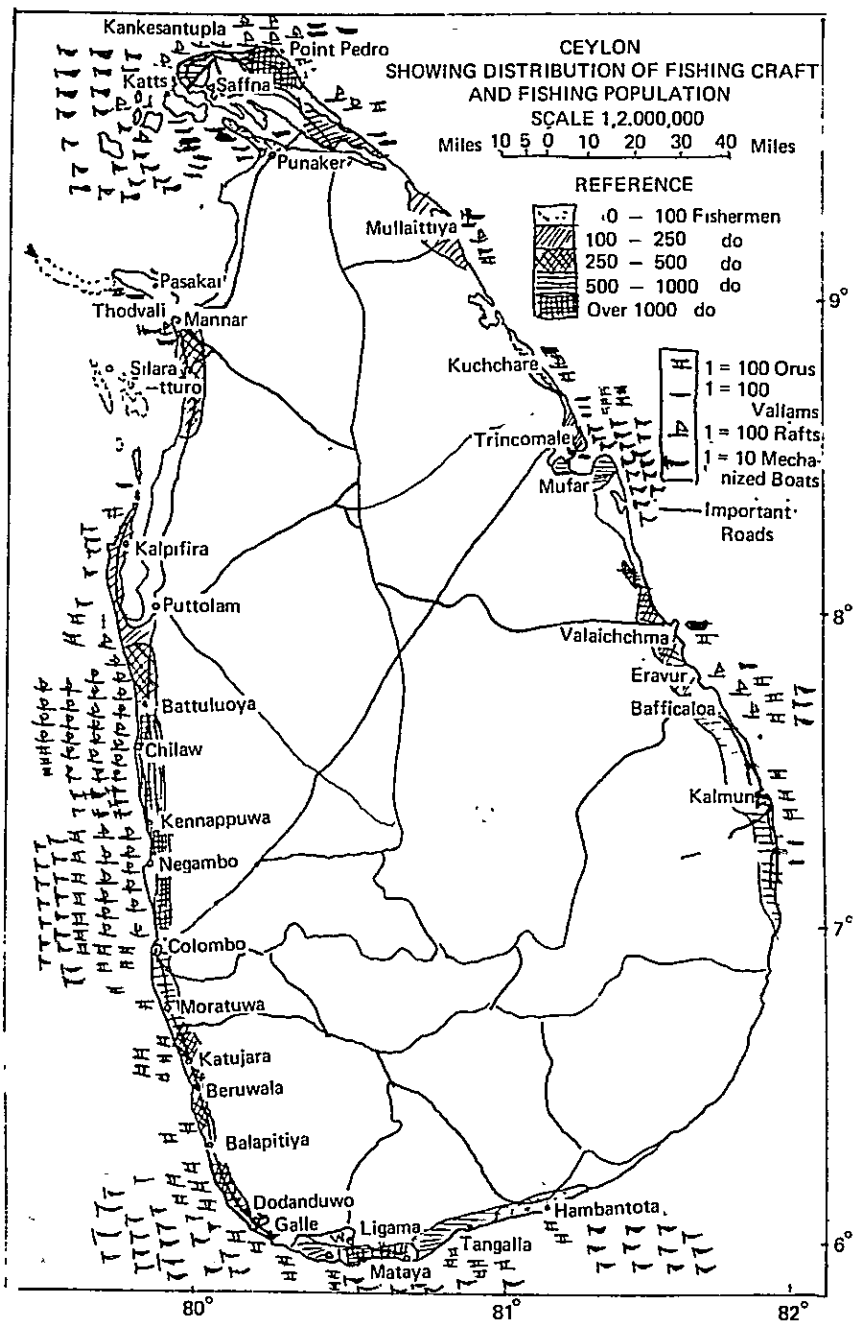 CEYLON
SHOWING DISTRIBUTION OF FISHING CRAFT
AND FISHING POPULATION
SCALE 1,2.000,000
Miles 10 5 0 10 20 30 40 Miles
REFERENCE
0 – 100 Fishermen
100 – 250 do
250 – 500 do
500 – 1000 do
Over 1000 do
1 = 100 Orus
1 = 100
Vallams
1 = 100 Rafts
1 = 10 Mecha-
nized Boats
Important
Roads
Kankesantupla
Point Pedro
Katts
Saffna
Punaker
Mullaittiya
Pasakai
Thodvali
Mannar
Silara
tturo
Kuchchare
Trincomale
Mufar
Kalpifira
Puttolam
Valaichchma
Eravur
Bafficaloa
Battuluoya
Chilaw
Kalmun
Kennappuwa
Negambo
Colombo
Moratuwa
Katujara
Beruwala
Balapitiya
Dodanduwo
Galle
Ligama
Mataya
Tangalla
Hambantota
9°
8°
7°
6°
80°
81°
82°